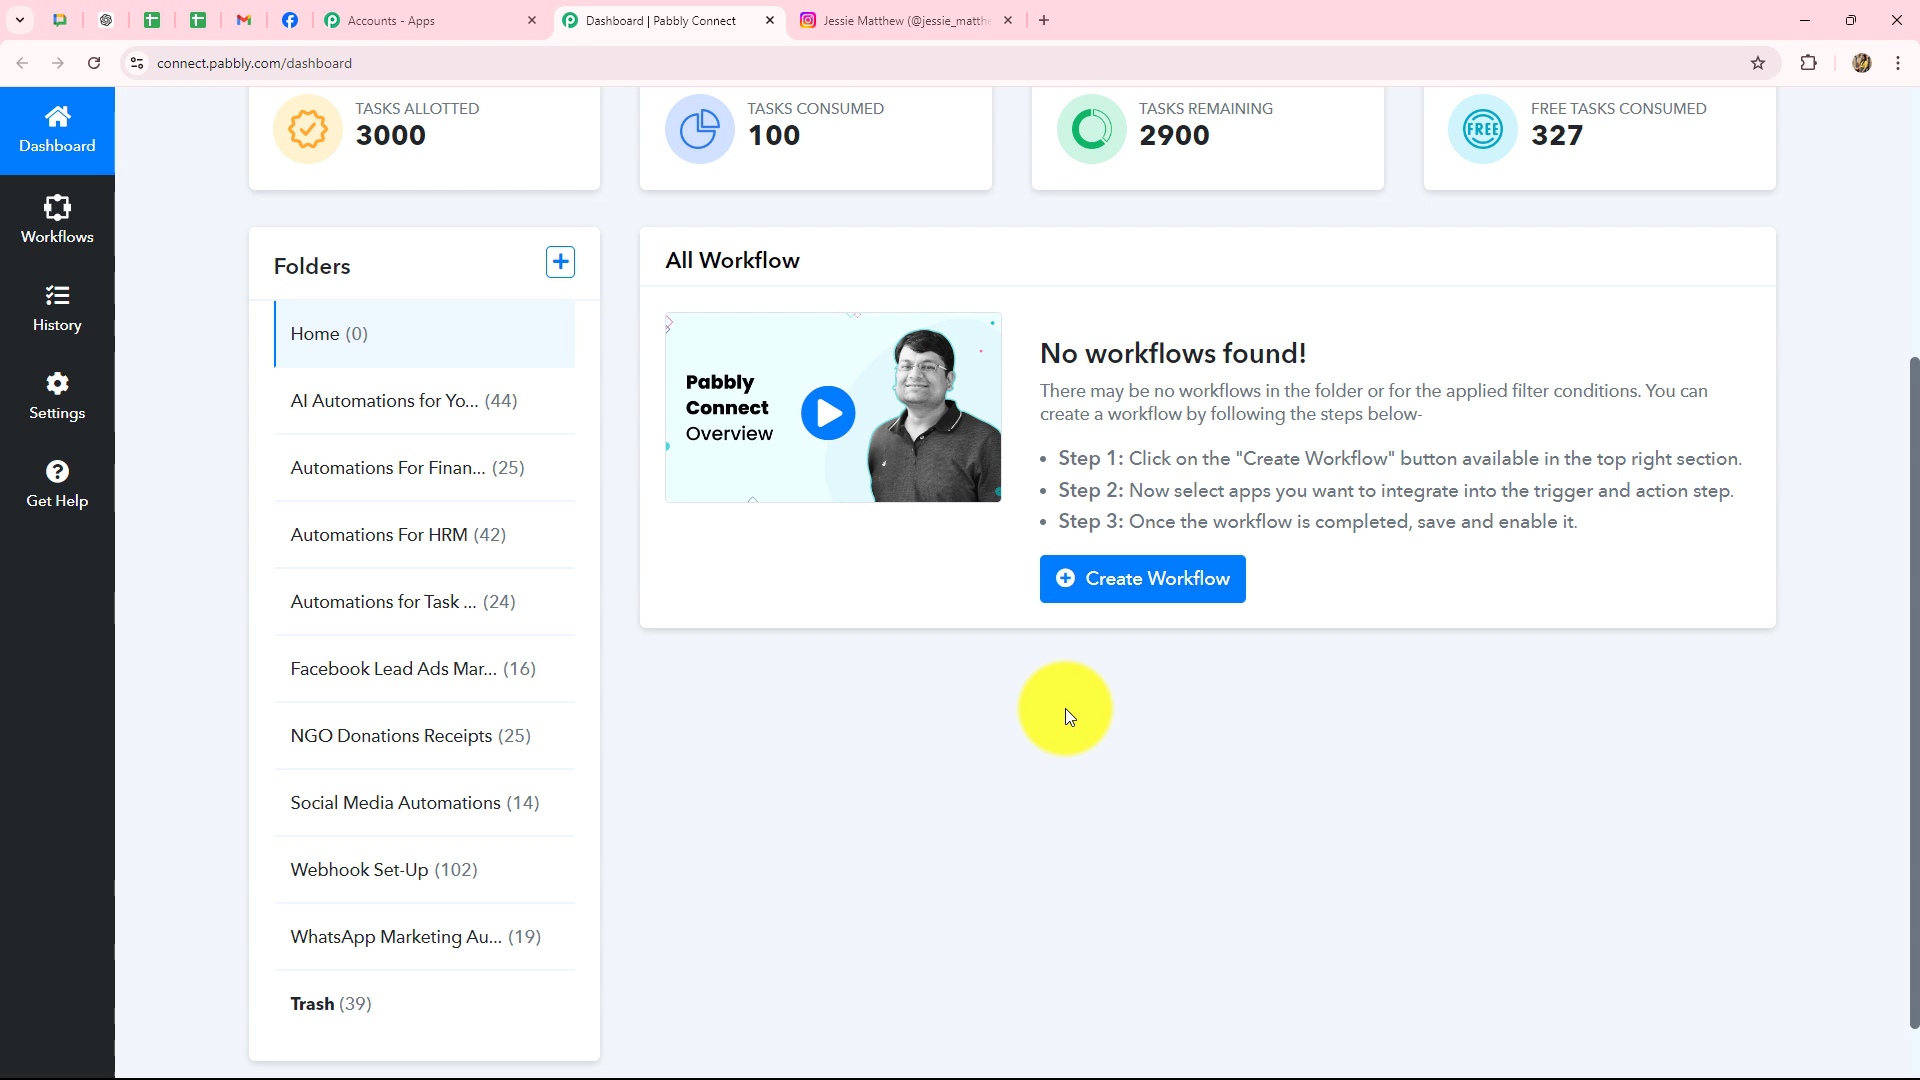 Accounts - Apps
Dashboard | Pabbly Connect
Jessie Matthew (@jessie_matth
connect.pabbly.com/dashboard
Dashboard
Workflows
History
Settings
Get Help
TASKS ALLOTTED
3000
TASKS CONSUMED
100
TASKS REMAINING
2900
FREE
FREE TASKS CONSUMED
327
Folders
Home (0)
AI Automations for Yo... (44)
Automations For Finan... (25)
Automations For HRM (42)
Automations for Task ... (24)
Facebook Lead Ads Mar... (16)
NGO Donations Receipts (25)
Social Media Automations (14)
Webhook Set-Up (102)
WhatsApp Marketing Au... (19)
Trash (39)
All Workflow
Pabbly
Connect
Overview
No workflows found!
There may be no workflows in the folder or for the applied filter conditions. You can
create a workflow by following the steps below-
• Step 1: Click on the "Create Workflow" button available in the top right section.
• Step 2: Now select apps you want to integrate into the trigger and action step.
• Step 3: Once the workflow is completed, save and enable it.
Create Workflow